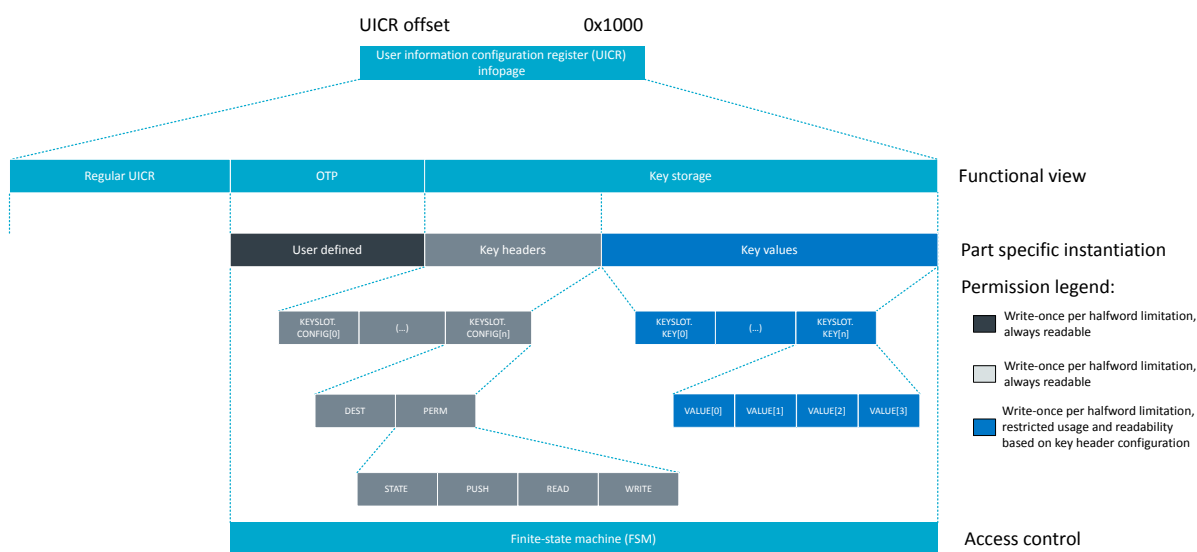 UICR offset 0x1000
User information configuration register (UICR)
infopage
Regular UICR OTP Key storage Functional view
User defined Key headers Key values Part specific instantiation
Permission legend:
KEYSLOT.
CONFIG[0]
(...)
KEYSLOT.
CONFIG[n]
KEYSLOT.
KEY[0]
(...)
KEYSLOT.
KEY[n]
Write-once per halfword limitation,
always readable
Write-once per halfword limitation,
always readable
DEST PERM VALUE[0] VALUE[1] VALUE[2] VALUE[3]
Write-once per halfword limitation,
restricted usage and readability
based on key header configuration
STATE PUSH READ WRITE
Finite-state machine (FSM) Access control